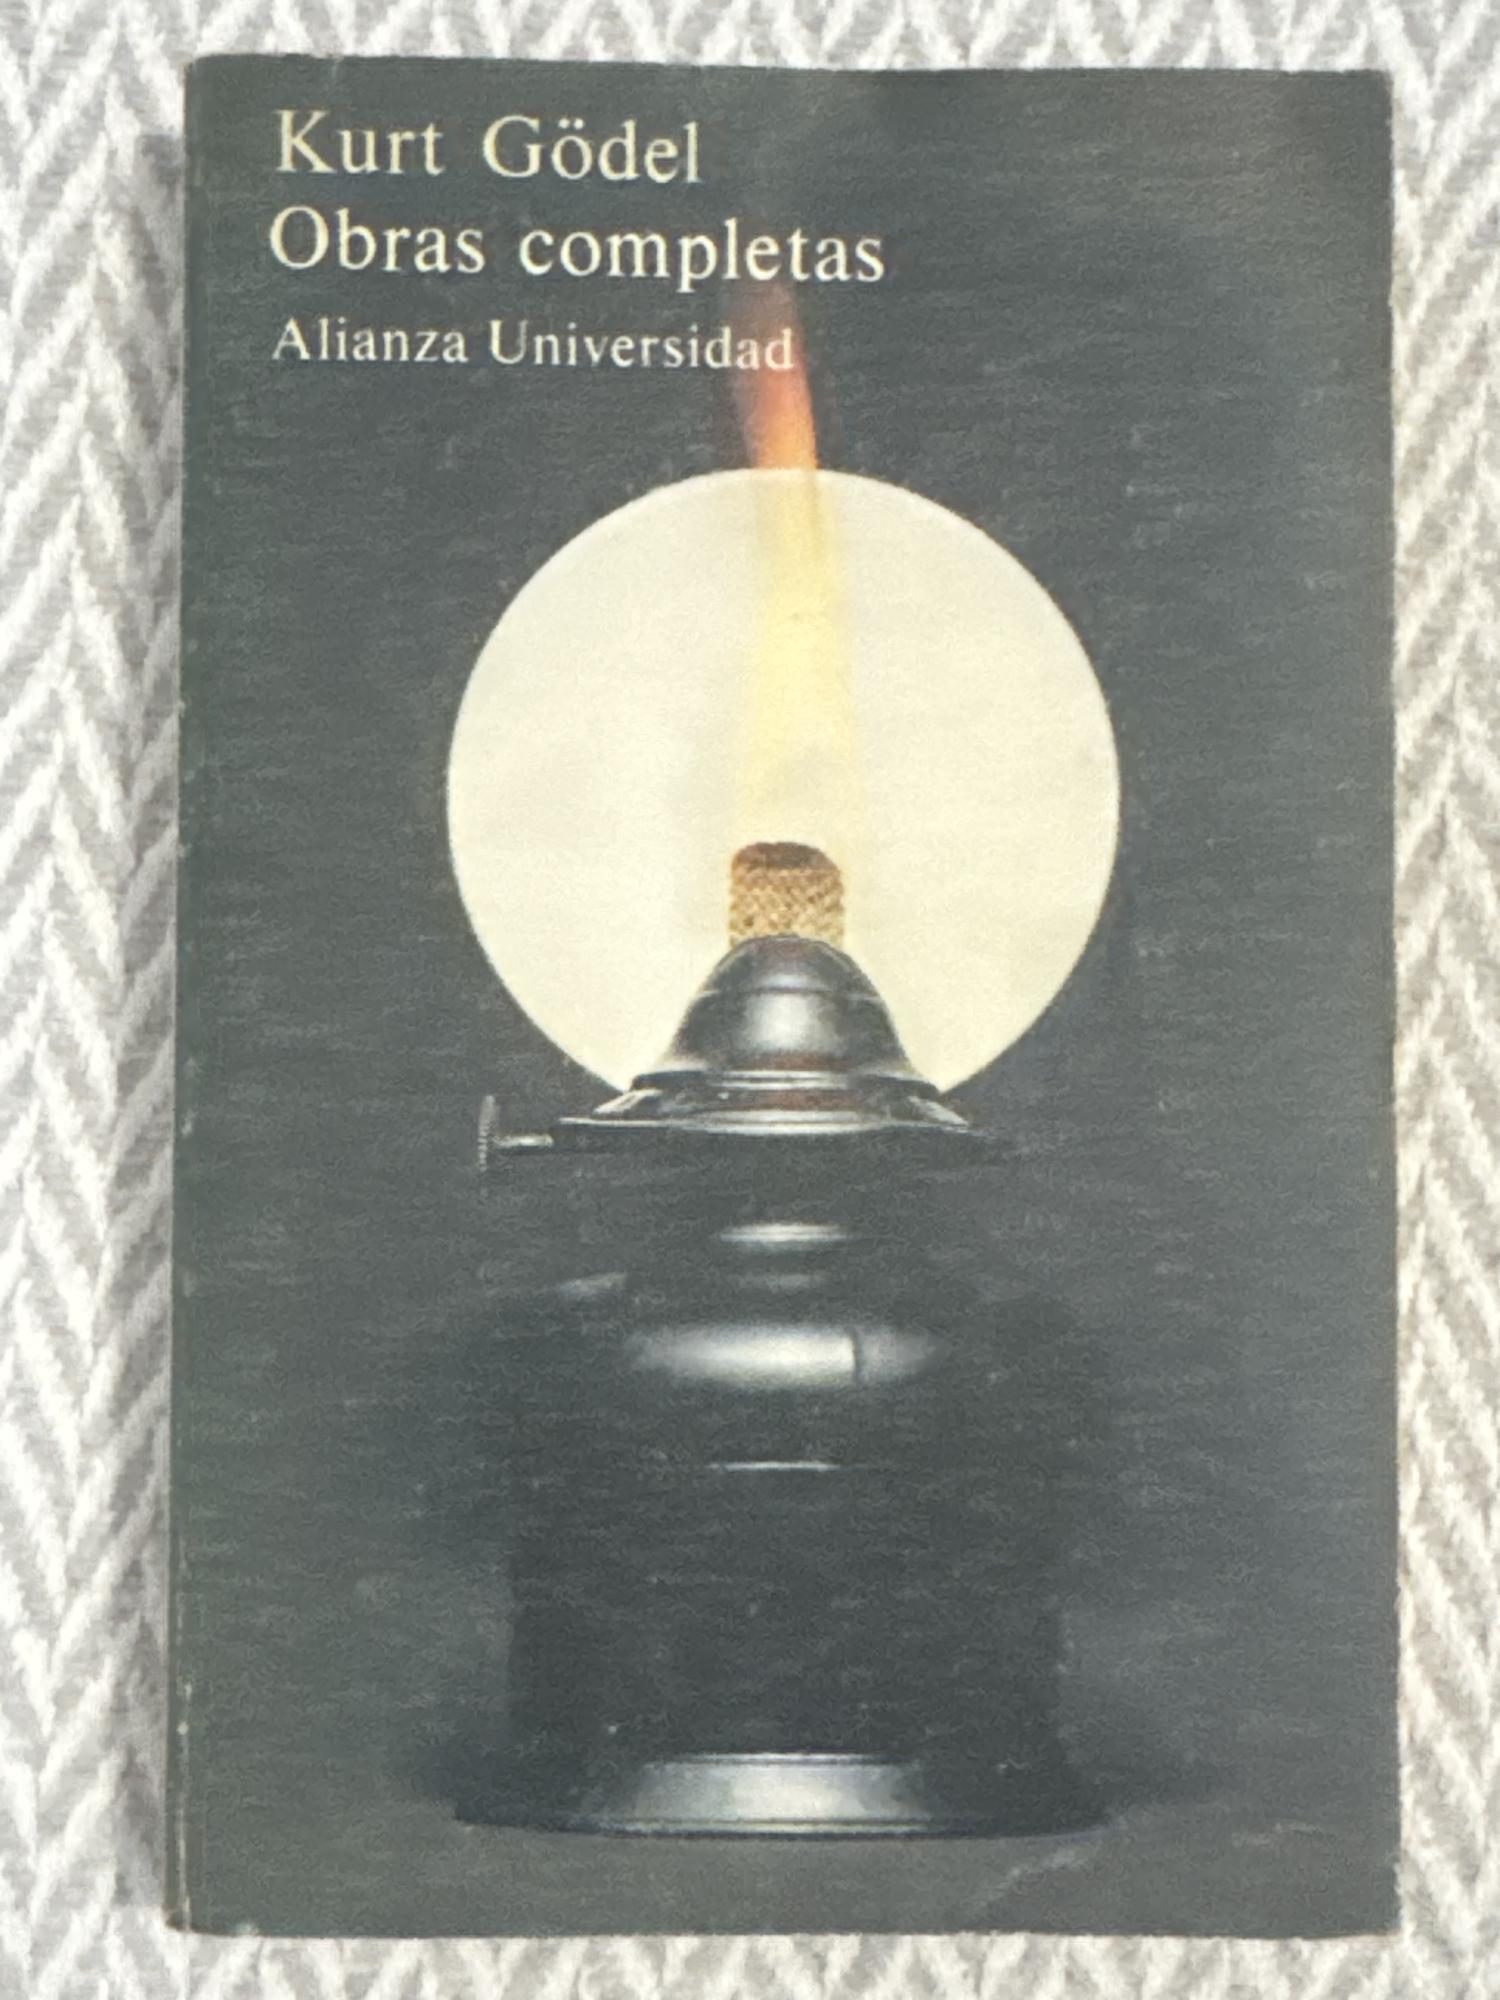 Kurt Gödel
Obras completas
Alianza Universidad